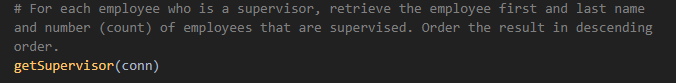 # For each employee who is a supervisor, retrieve the employee first and last name
and number (count) of employees that are supervised. Order the result in descending
order.
getSupervisor(conn)